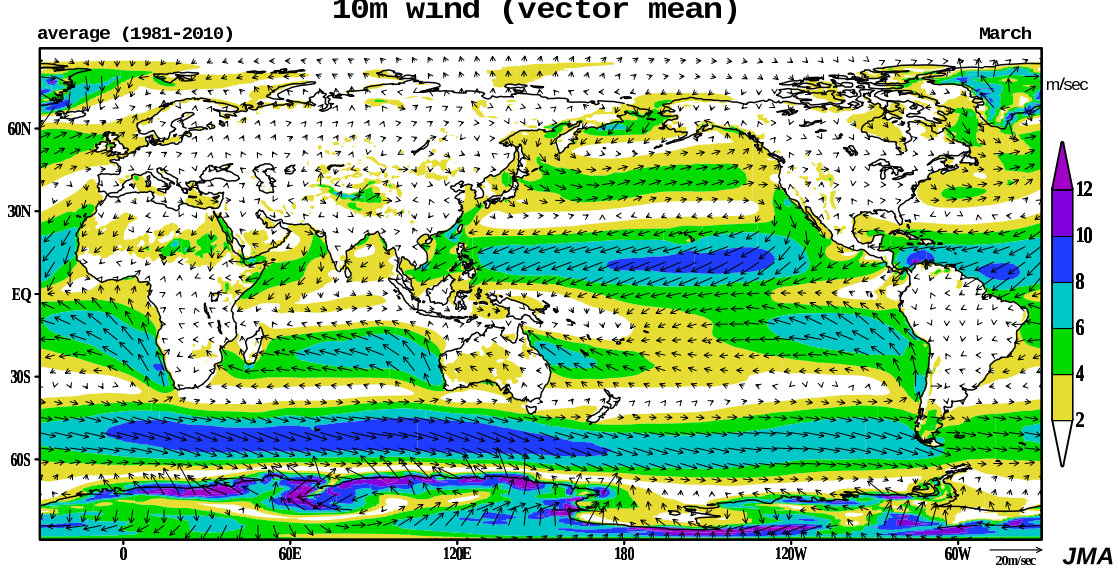 10m wind (vector mean)
average (1981-2010) March
m/sec
12
10
8
6
4
2
60N
30N
EQ
30S
60S
0 60E 120E 180 120W 60W
20m/sec
JMA